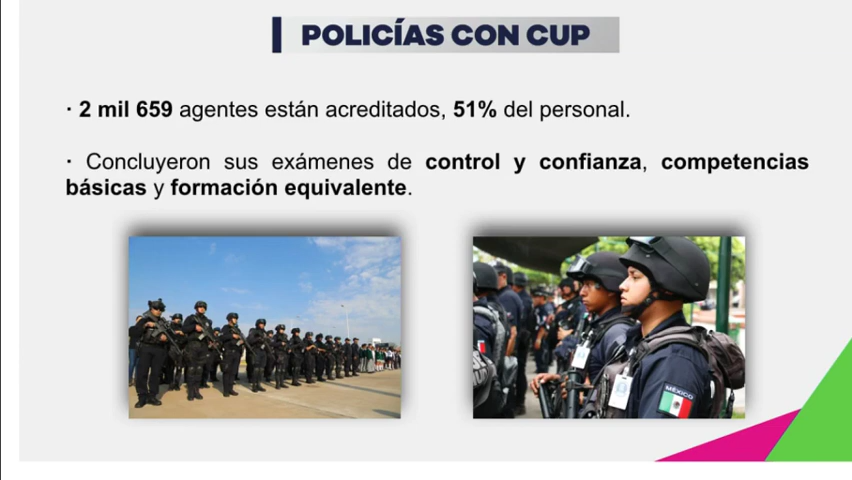 POLICÍAS CON CUP
· 2 mil 659 agentes están acreditados, 51% del personal.
· Concluyeron sus exámenes de control y confianza, competencias
básicas y formación equivalente.
MÉXICO